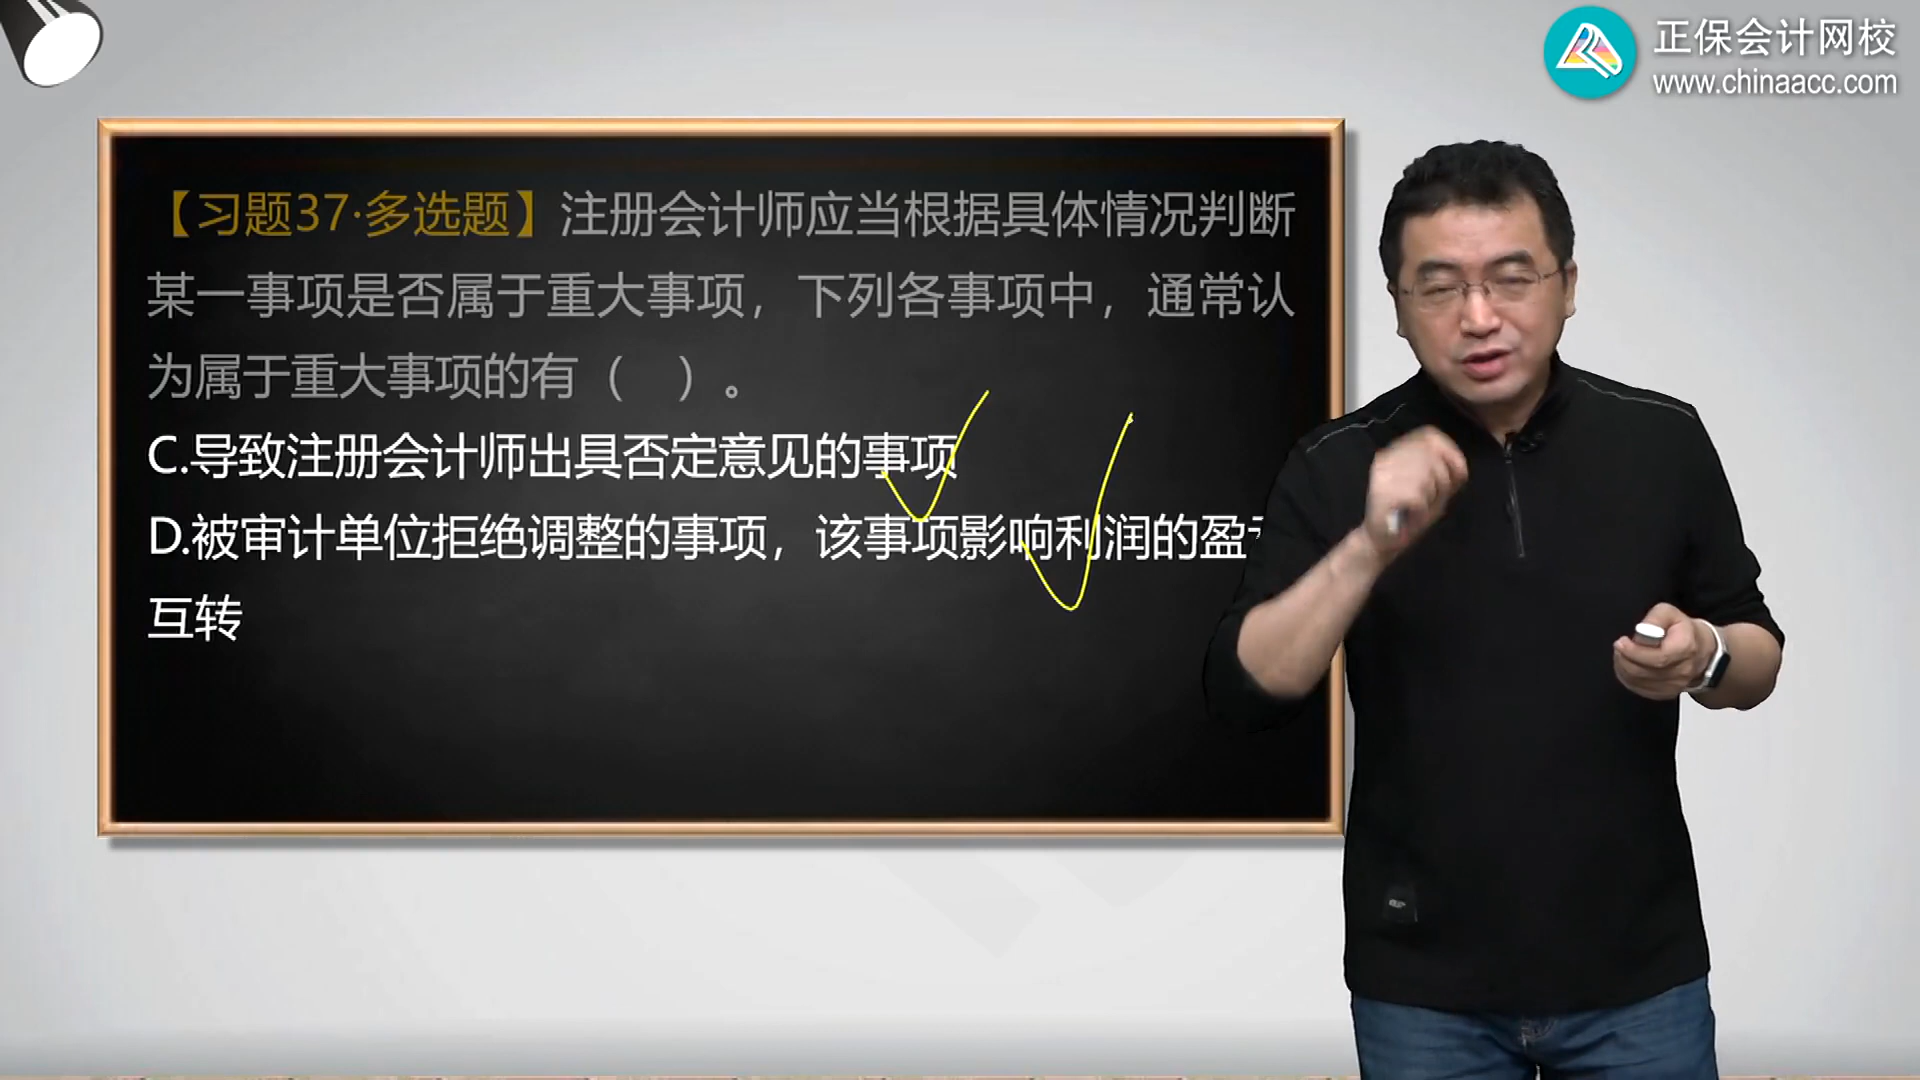 正保会计网校
www.chinaacc.com
【习题37·多选题】注册会计师应当根据具体情况判断
某一事项是否属于重大事项，下列各事项中，通常认
为属于重大事项的有（ ）。
C.导致注册会计师出具否定意见的事项
D.被审计单位拒绝调整的事项，该事项影响利润的盈
互转